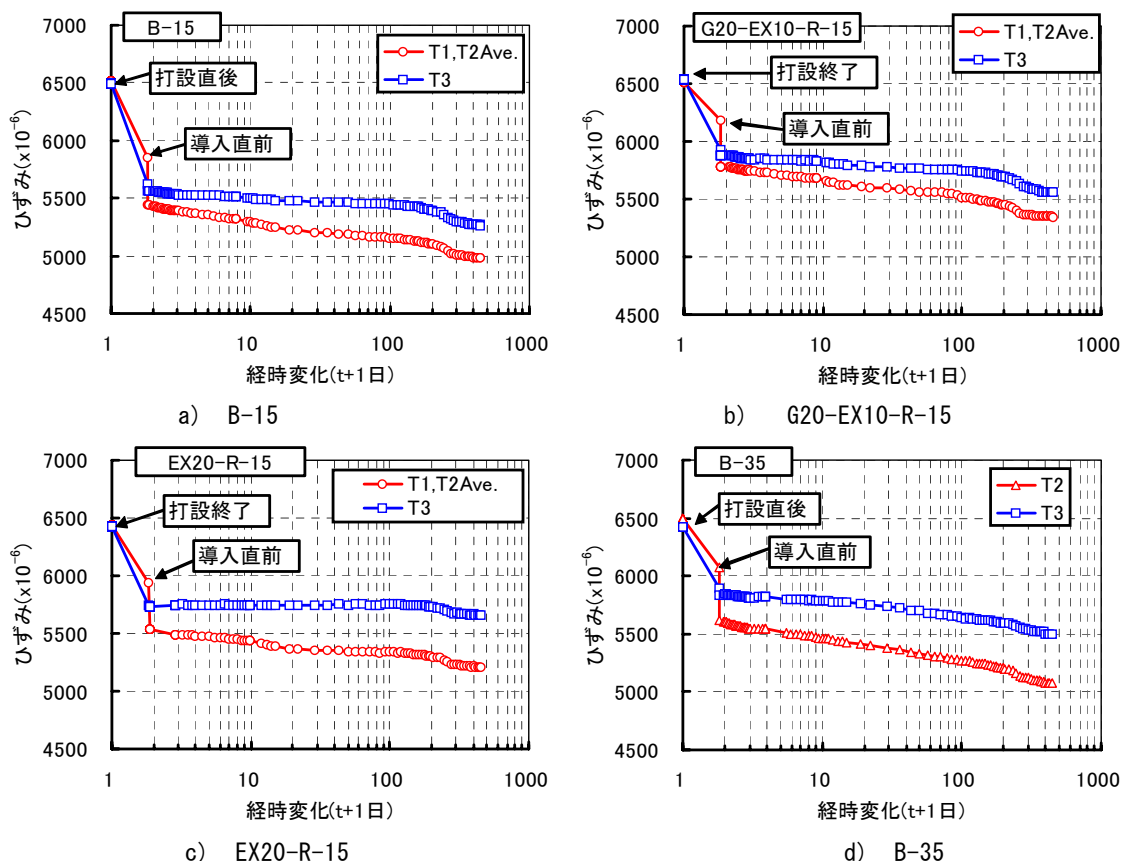 B-15
T1,T2Ave.
T3
打設直後
導入直前
7000
6500
6000
5500
5000
4500
ひずみ(x10⁻⁶)
1
10
100
1000
経時変化(t+1日)
a) B-15
G20-EX10-R-15
T1,T2Ave.
T3
打設終了
導入直前
7000
6500
6000
5500
5000
4500
ひずみ(x10⁻⁶)
1
10
100
1000
経時変化(t+1日)
b) G20-EX10-R-15
EX20-R-15
T1,T2Ave.
T3
打設終了
導入直前
7000
6500
6000
5500
5000
4500
ひずみ(x10⁻⁶)
1
10
100
1000
経時変化(t+1日)
c) EX20-R-15
B-35
T2
T3
打設直後
導入直前
7000
6500
6000
5500
5000
4500
ひずみ(x10⁻⁶)
1
10
100
1000
経時変化(t+1日)
d) B-35